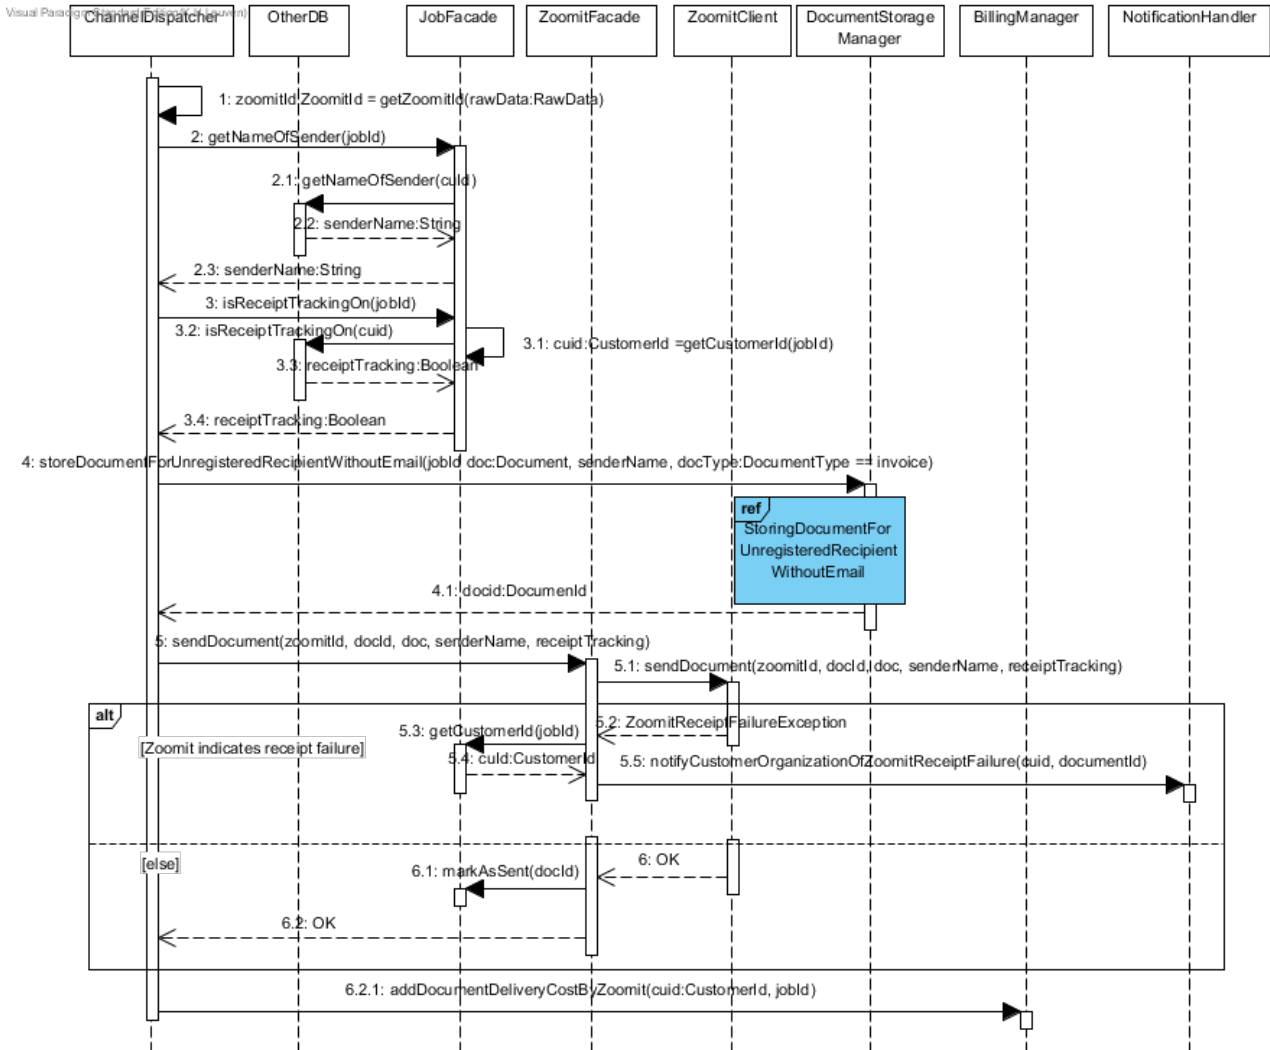 Visual Paradigm Standard Edition(K.U.Leuven)
ChannelDispatcher
OtherDB
JobFacade
ZoomitFacade
ZoomitClient
DocumentStorage
Manager
BillingManager
NotificationHandler
1: zoomitId ZoomitId = getZoomitId(rawData:RawData)
2: getNameOfSender(jobId)
2.1: getNameOfSender(cuId)
2.2: senderName:String
2.3: senderName:String
3: isReceiptTrackingOn(jobId)
3.2: isReceiptTrackingOn(cuid)
3.1: cuid:CustomerId =getCustomerId(jobId)
3.3: receiptTracking:Boolean
3.4: receiptTracking:Boolean
4: storeDocumentForUnregisteredRecipientWithoutEmail(jobId doc:Document, senderName, docType:DocumentType == invoice)
ref
StoringDocumentFor
UnregisteredRecipient
WithoutEmail
4.1: docid:DocumenId
5: sendDocument(zoomitId, docId, doc, senderName, receiptTracking)
5.1: sendDocument(zoomitId, docId, doc, senderName, receiptTracking)
alt
5.2: ZoomitReceiptFailureException
5.3: getCustomerId(jobId)
[Zoomit indicates receipt failure]
5.4: cuId:CustomerId
5.5: notifyCustomerOrganizationOfZoomitReceiptFailure(cuid, documentId)
[else]
6: OK
6.1: markAsSent(docId)
6.2: OK
6.2.1: addDocumentDeliveryCostByZoomit(cuid:CustomerId, jobId)